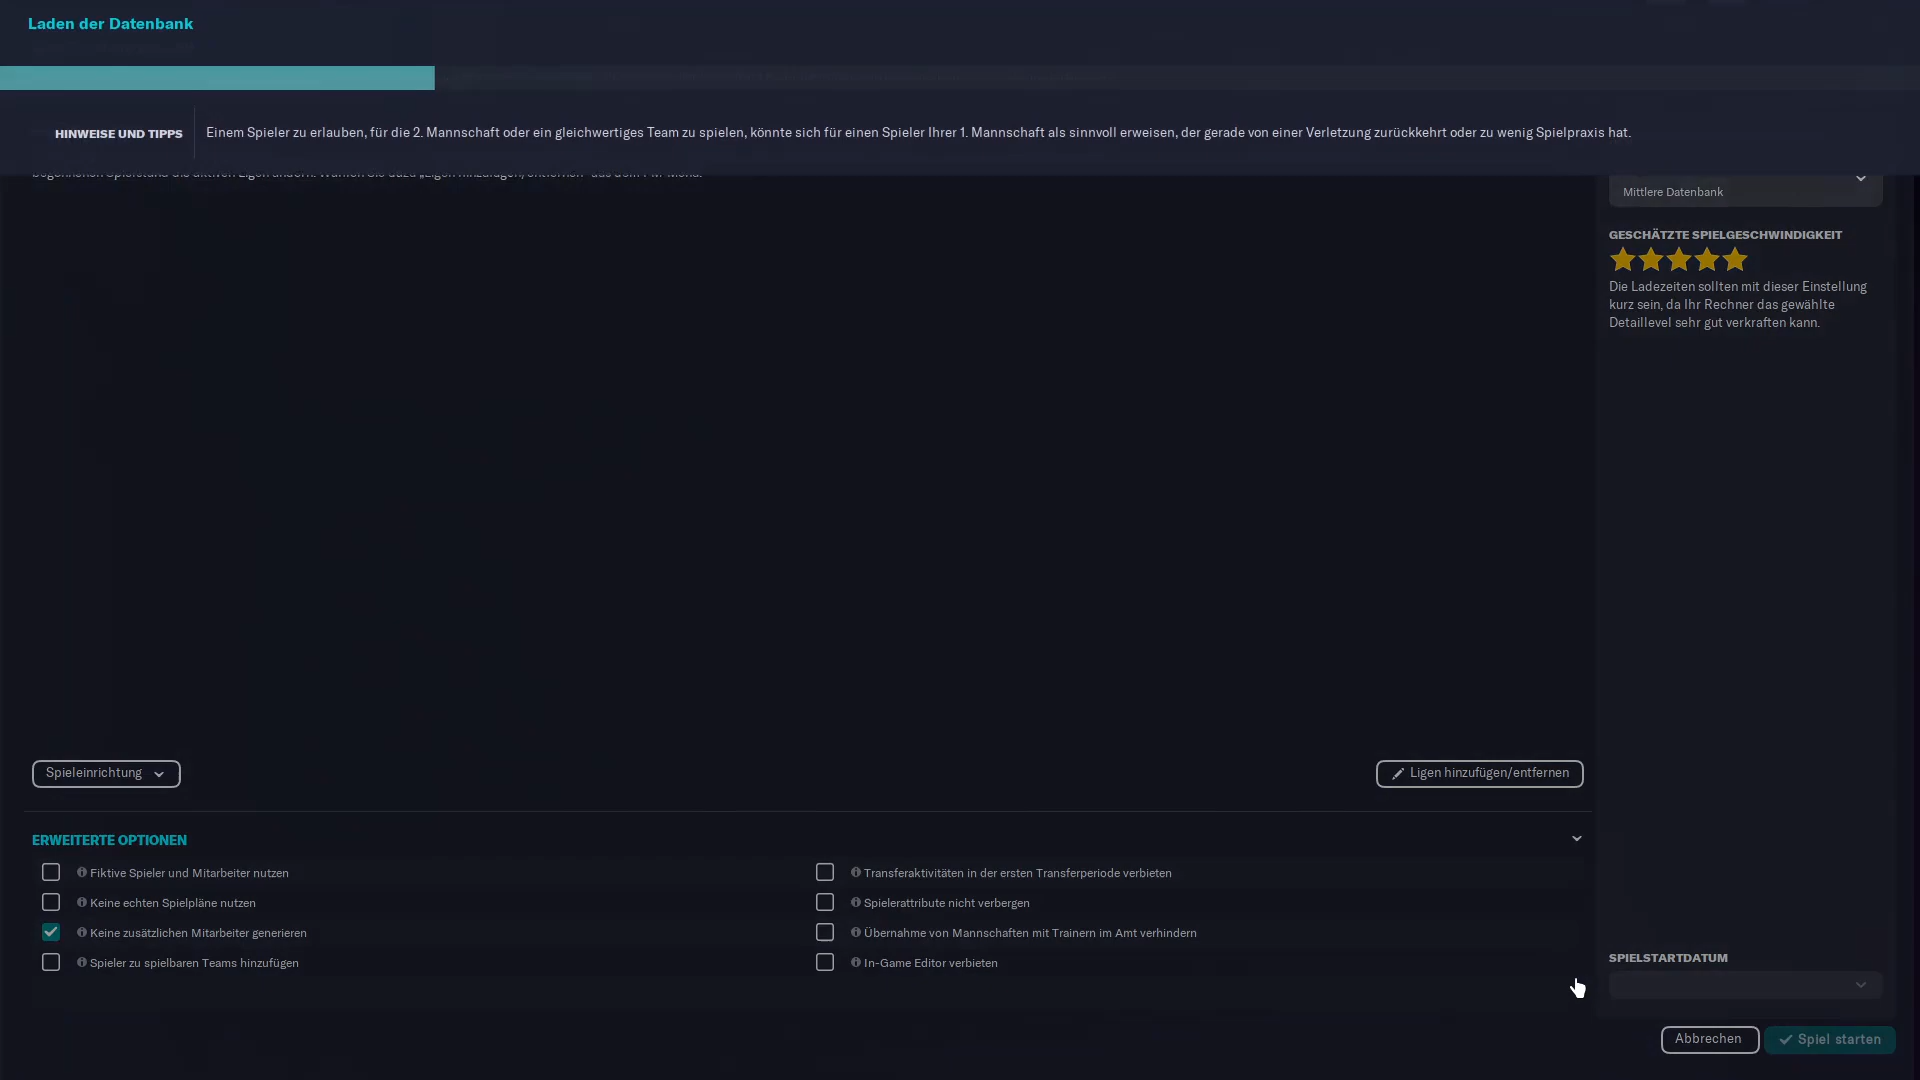 Laden der Datenbank
HINWEISE UND TIPPS
Einem Spieler zu erlauben, für die 2. Mannschaft oder ein gleichwertiges Team zu spielen, könnte sich für einen Spieler Ihrer 1. Mannschaft als sinnvoll erweisen, der gerade von einer Verletzung zurückkehrt oder zu wenig Spielpraxis hat.
Mittlere Datenbank
GESCHÄTZTE SPIELGESCHWINDIGKEIT
Die Ladezeiten sollten mit dieser Einstellung
kurz sein, da Ihr Rechner das gewählte
Detaillevel sehr gut verkraften kann.
Spieleinrichtung
Ligen hinzufügen/entfernen
ERWEITERTE OPTIONEN
Fiktive Spieler und Mitarbeiter nutzen
Transferaktivitäten in der ersten Transferperiode verbieten
Keine echten Spielpläne nutzen
Spielerattribute nicht verbergen
Keine zusätzlichen Mitarbeiter generieren
Übernahme von Mannschaften mit Trainern im Amt verhindern
Spieler zu spielbaren Teams hinzufügen
In-Game Editor verbieten
SPIELSTARTDATUM
Abbrechen
Spiel starten